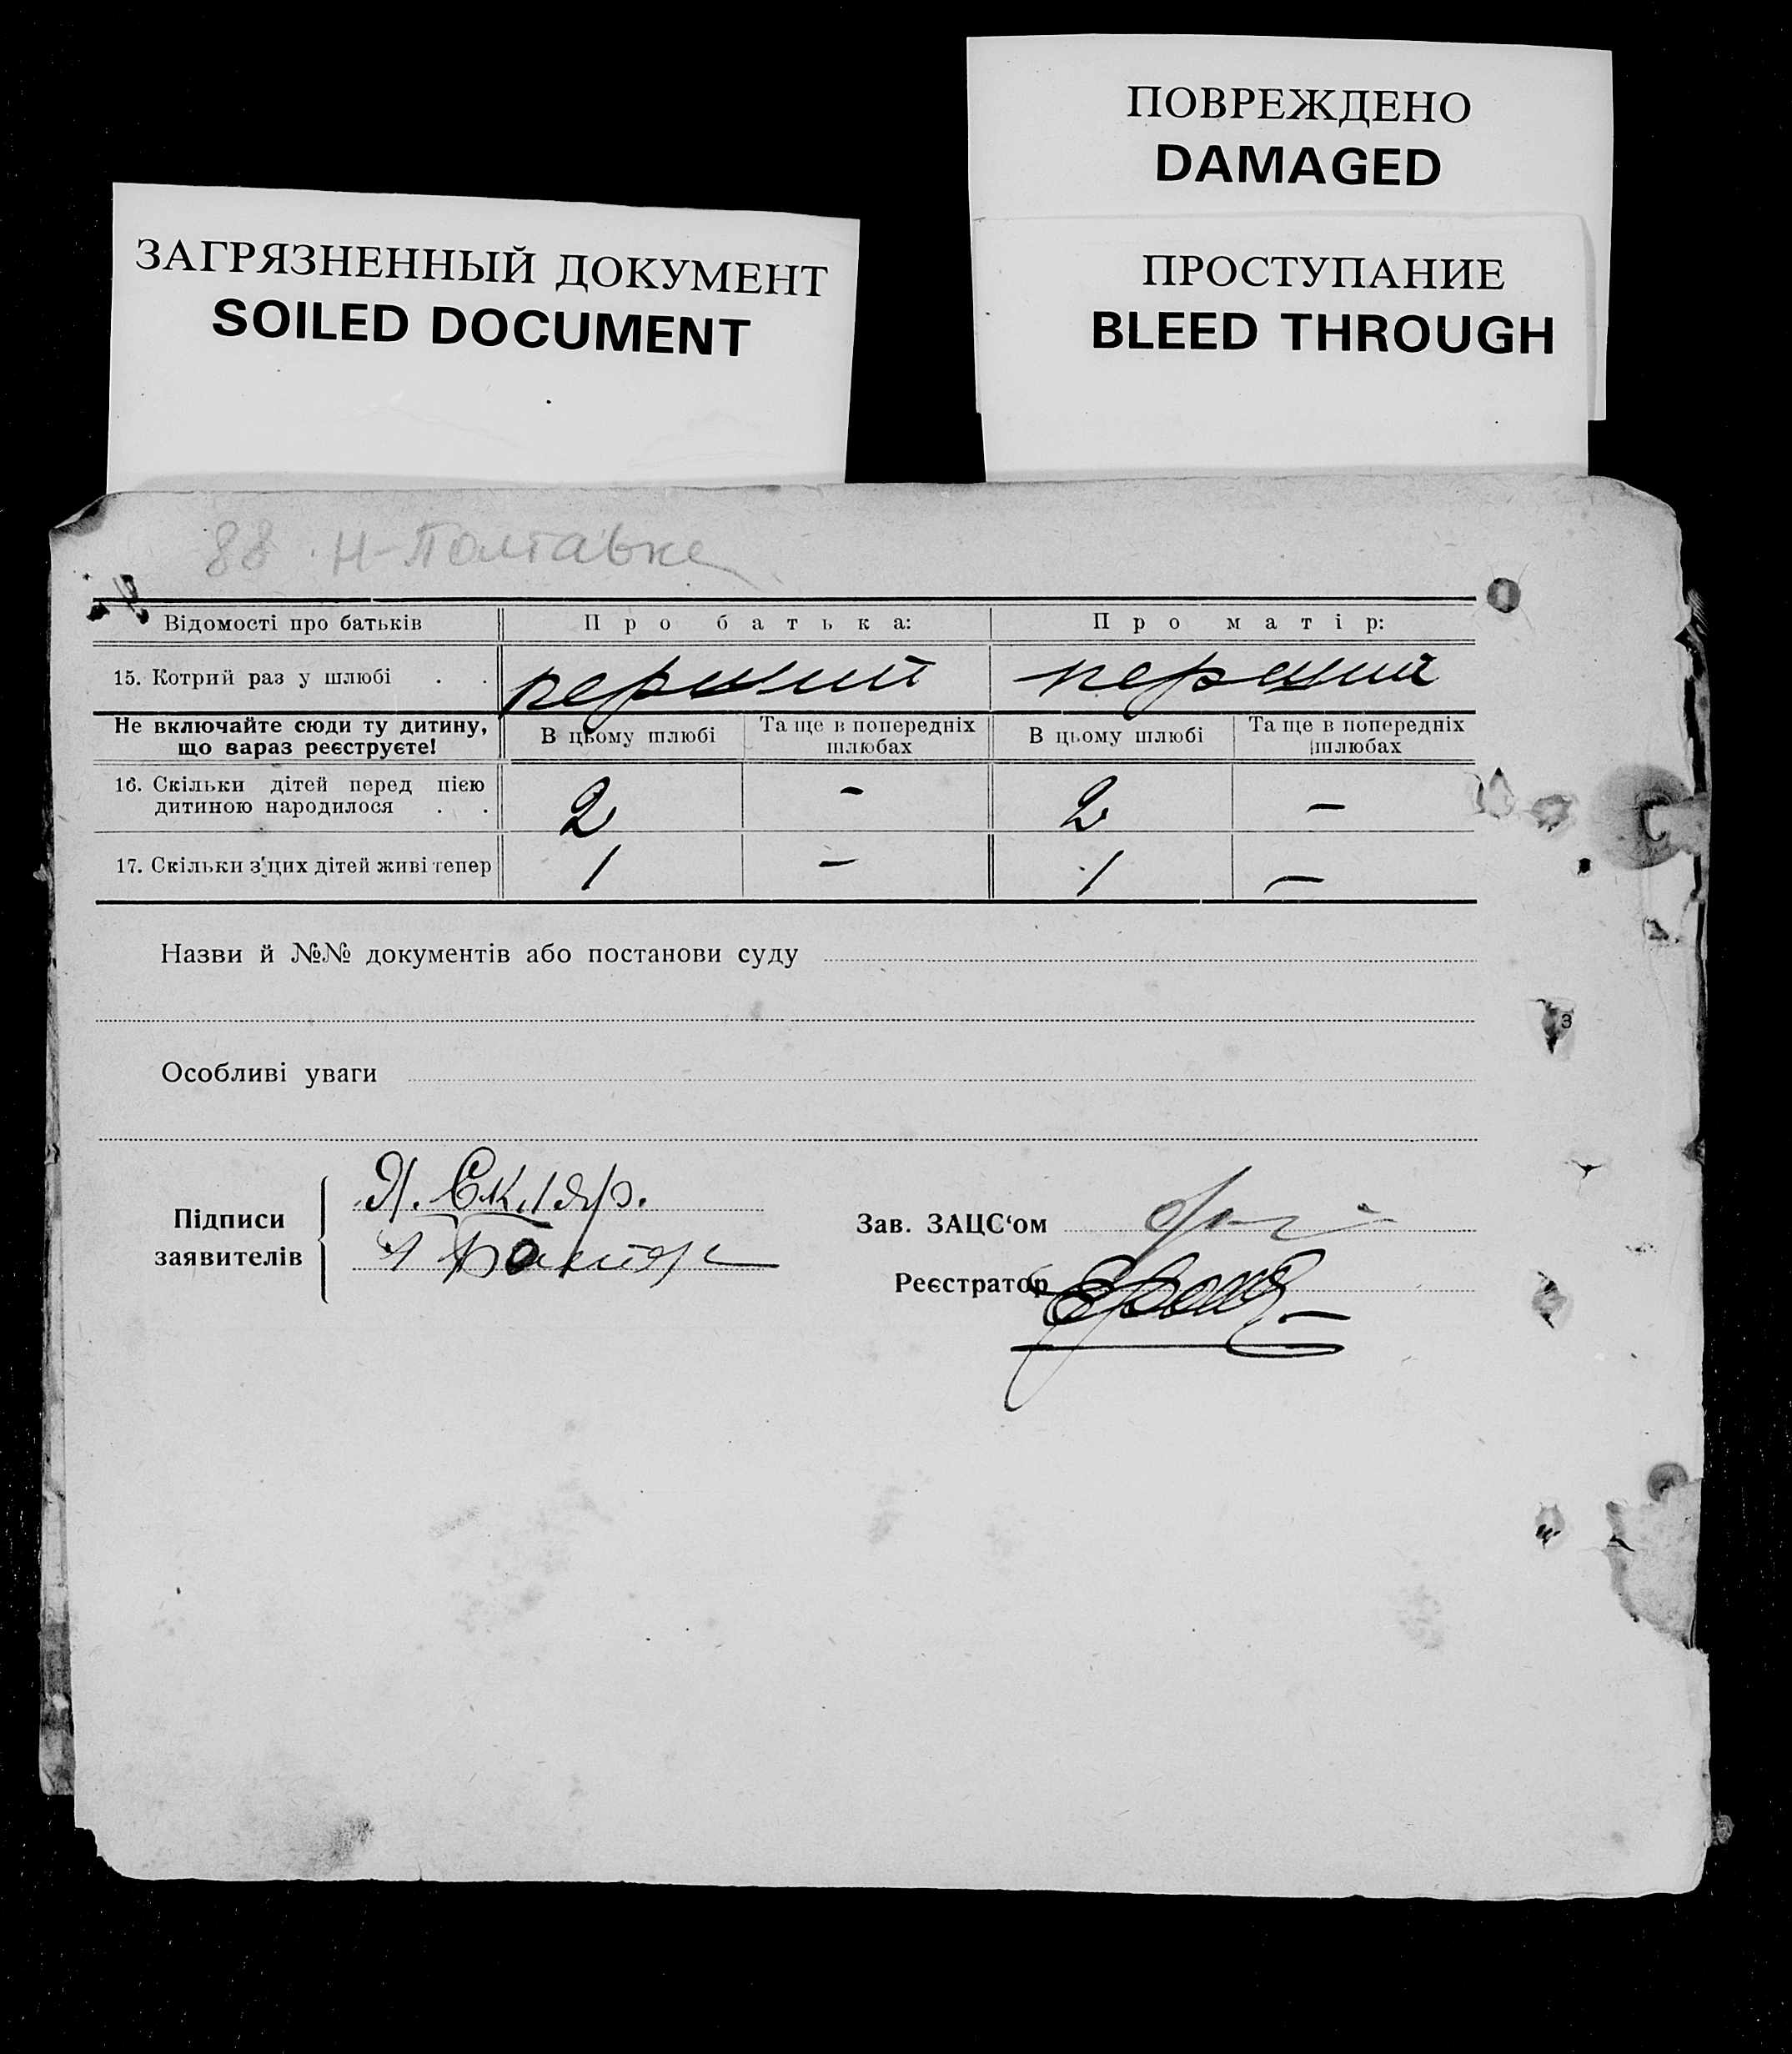 ПОВРЕЖДЕНО
DAMAGED
ЗАГРЯЗНЕННЫЙ ДОКУМЕНТ
SOILED DOCUMENT
ПРОСТУПАНИЕ
BLEED THROUGH
88 Н-Полтавке
Відомості про батьків Про батька: Про матір:
15. Котрий раз у шлюбі . . перший перший
Не включайте сюди ту дитину, що вараз реєструєте! В цьому шлюбі Та ще в попередніх шлюбах В цьому шлюбі Та ще в попередніх шлюбах
16. Скільки дітей перед цією
дитиною народилося . . 2 - 2 -
17. Скільки з'цих дітей живі тепер 1 - 1 -
Назви й №№ документів або постанови суду
Особливі уваги
Підписи
заявителів
Я. Скляр.
Зав. ЗАЦС‘ом
Реєстратор